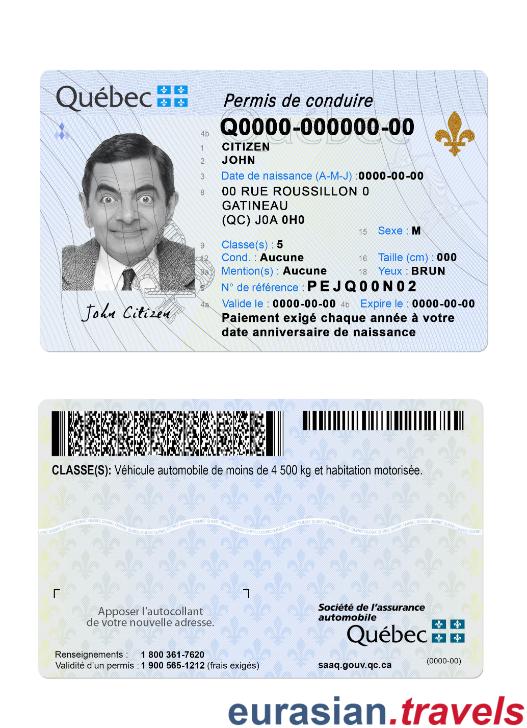 Québec
Permis de conduire
4b Q0000-000000-00
1 CITIZEN
2 JOHN
3 Date de naissance (A-M-J) : 0000-00-00
8 00 RUE ROUSSILLON 0
GATINEAU
(QC) J0A 0H0
15 Sexe : M
9 Classe(s) : 5
Cond. : Aucune 16 Taille (cm) : 000
Mention(s) : Aucune 18 Yeux : BRUN
N° de référence : PEJQ00N02
4a Valide le : 0000-00-00 4b Expire le : 0000-00-00
Paiement exigé chaque année à votre
date anniversaire de naissance
John Citizen
CLASSE(S): Véhicule automobile de moins de 4 500 kg et habitation motorisée.
Apposer l'autocollant
de votre nouvelle adresse.
Société de l'assurance
automobile
Québec
Renseignements : 1 800 361-7620
Validité d'un permis : 1 900 565-1212 (frais exigés)
saaq.gouv.qc.ca
(0000-00)
eurasian.travels